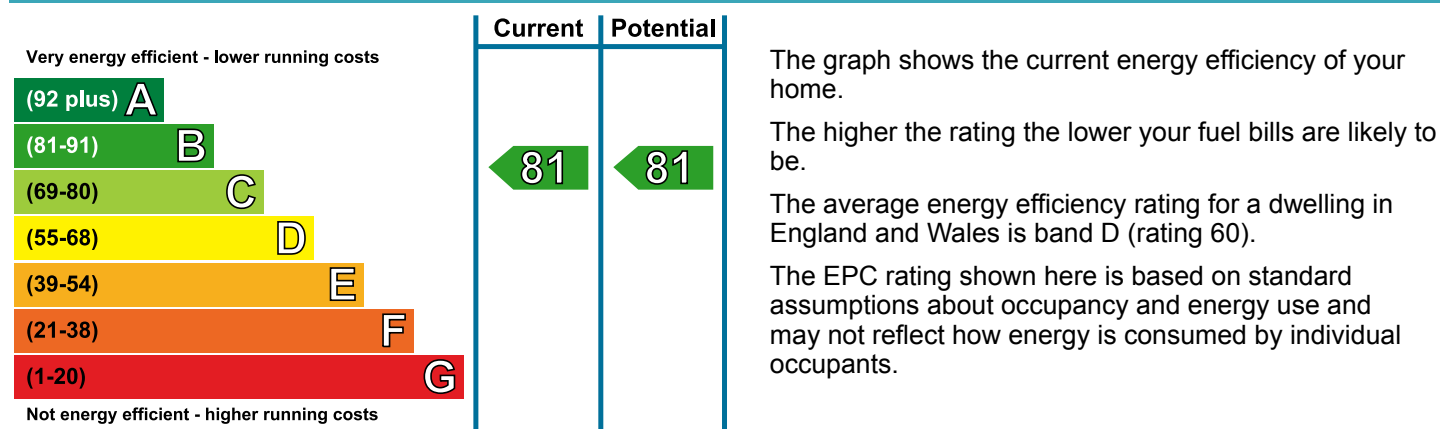 Current Potential
Very energy efficient - lower running costs
(92 plus) A
(81-91) B
81 81
(69-80) C
(55-68) D
(39-54) E
(21-38) F
(1-20) G
Not energy efficient - higher running costs
The graph shows the current energy efficiency of your
home.
The higher the rating the lower your fuel bills are likely to
be.
The average energy efficiency rating for a dwelling in
England and Wales is band D (rating 60).
The EPC rating shown here is based on standard
assumptions about occupancy and energy use and
may not reflect how energy is consumed by individual
occupants.